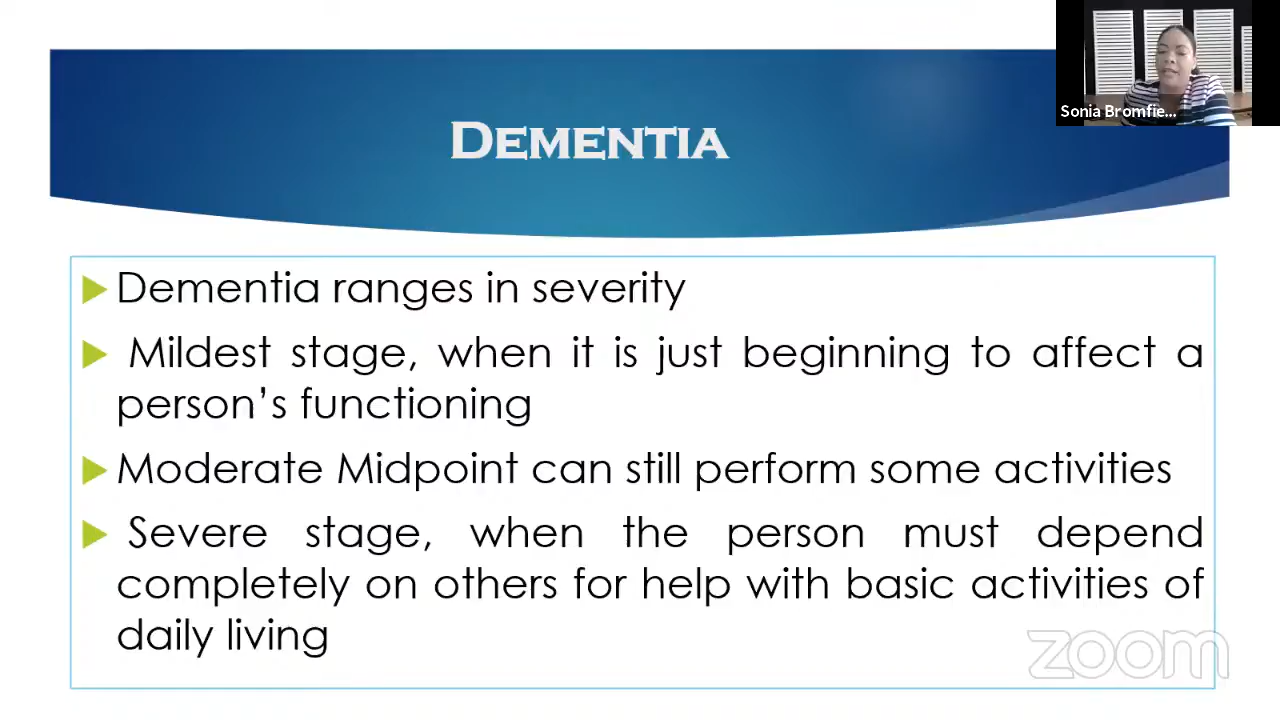 Sonia Bromfie...
DEMENTIA
Dementia ranges in severity
Mildest stage, when it is just beginning to affect a
person's functioning
Moderate Midpoint can still perform some activities
Severe stage, when the person must depend
completely on others for help with basic activities of
daily living
zoom